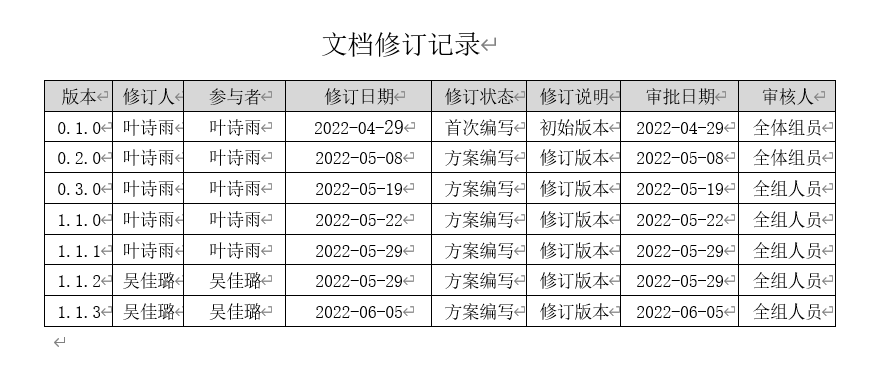 文档修订记录
版本 修订人 参与者 修订日期 修订状态 修订说明 审批日期 审核人
0.1.0 叶诗雨 叶诗雨 2022-04-29 首次编写 初始版本 2022-04-29 全体组员
0.2.0 叶诗雨 叶诗雨 2022-05-08 方案编写 修订版本 2022-05-08 全体组员
0.3.0 叶诗雨 叶诗雨 2022-05-19 方案编写 修订版本 2022-05-19 全组人员
1.1.0 叶诗雨 叶诗雨 2022-05-22 方案编写 修订版本 2022-05-22 全组人员
1.1.1 叶诗雨 叶诗雨 2022-05-29 方案编写 修订版本 2022-05-29 全组人员
1.1.2 吴佳璐 吴佳璐 2022-05-29 方案编写 修订版本 2022-05-29 全组人员
1.1.3 吴佳璐 吴佳璐 2022-06-05 方案编写 修订版本 2022-06-05 全组人员